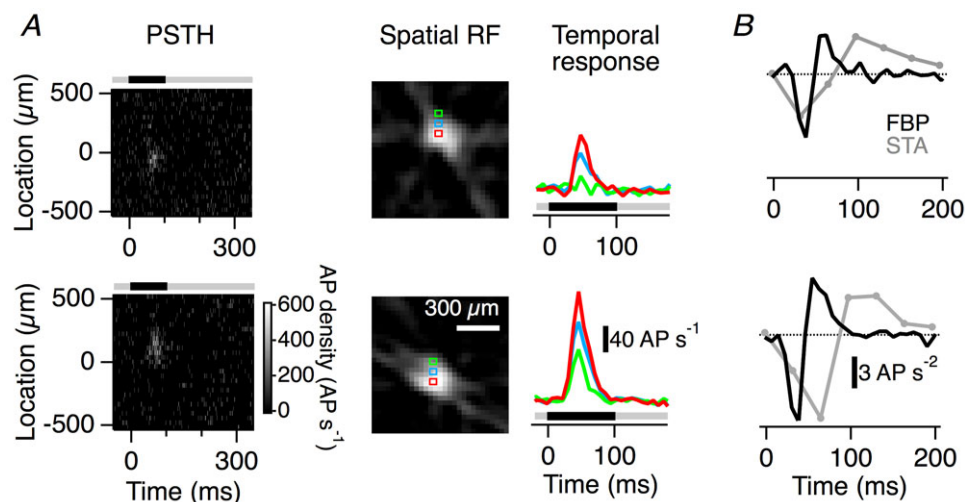 A
PSTH
Spatial RF
Temporal
response
B
Location (µm)
500
0
-500
0
300
0
100
FBP
STA
0
100
200
Location (µm)
500
0
-500
0
300
Time (ms)
AP density (AP s⁻¹)
600
400
200
0
300 µm
40 AP s⁻¹
0
100
Time (ms)
3 AP s⁻²
0
100
200
Time (ms)